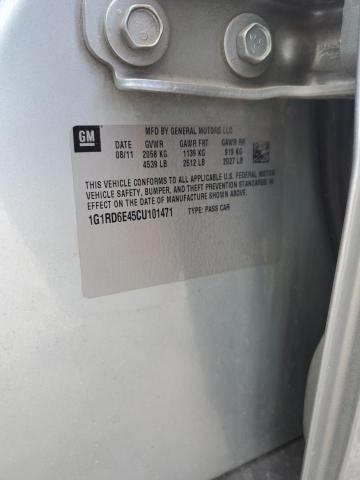 GM
MFD BY GENERAL MOTORS LLC
DATE GVWR GAWR FRT GAWR RR
08/11 2058 KG 1139 KG 919 KG
4539 LB 2512 LB 2027 LB
THIS VEHICLE CONFORMS TO ALL APPLICABLE U.S. FEDERAL MOTOR
VEHICLE SAFETY, BUMPER, AND THEFT PREVENTION STANDARDS IN
EFFECT ON THE DATE OF MANUFACTURE SHOWN ABOVE.
1G1RD6E45CU101471 TYPE: PASS CAR